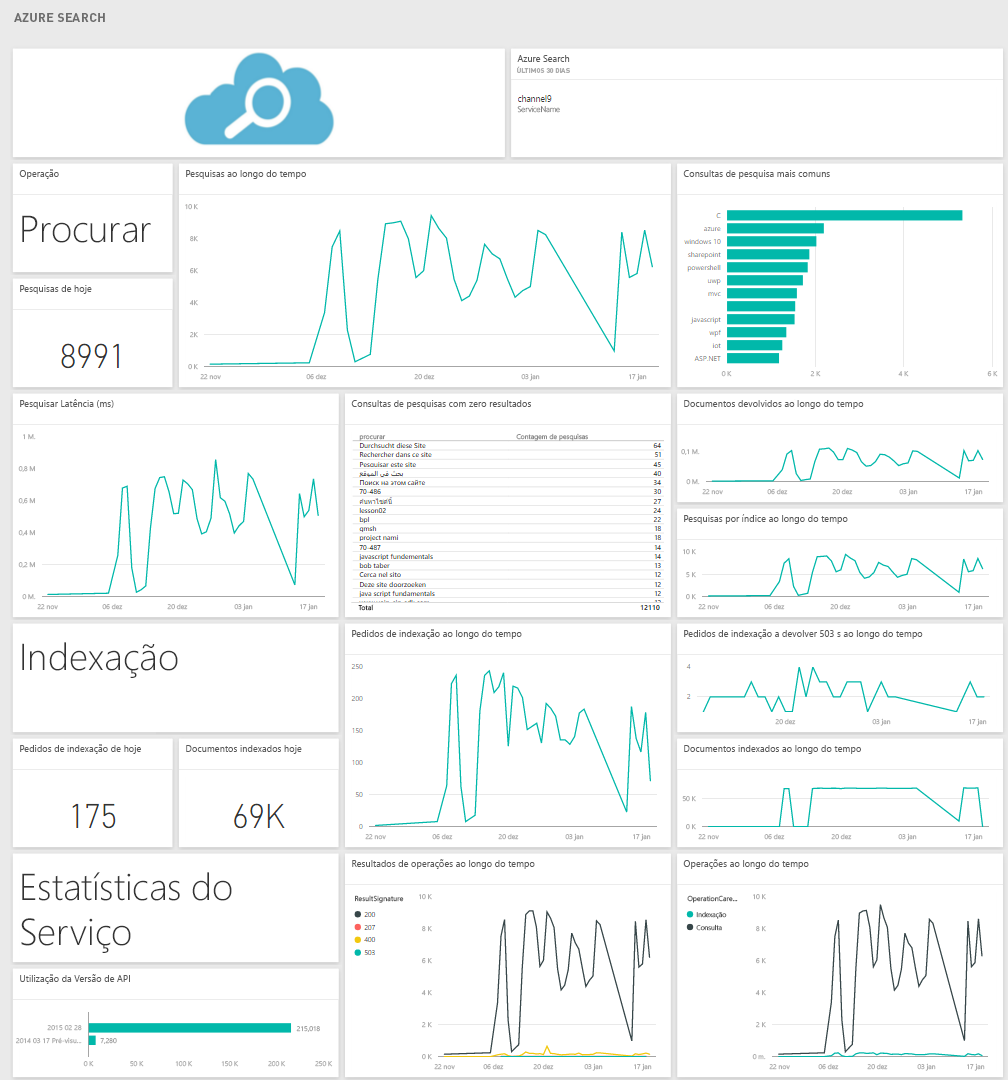 AZURE SEARCH
Azure Search
ÚLTIMOS 30 DIAS
channel9
ServiceName
Operação
Procurar
Pesquisas de hoje
8991
Pesquisas ao longo do tempo
10 K
8K
6K
4K
2K
0 K
22 nov 06 dez 20 dez 03 jan 17 jan
Consultas de pesquisa mais comuns
C
azure
windows 10
sharepoint
powershell
uwp
mvc
javascript
wpf
iot
ASP.NET
0 K 2 K 4 K 6 K
Pesquisar Latência (ms)
1 M.
0,8 M
0,6 M
0,4 M
0,2 M
0 M.
22 nov 06 dez 20 dez 03 jan 17 jan
Consultas de pesquisas com zero resultados
procurar Contagem de pesquisas
Durchsucht diese Site 64
Rechercher dans ce site 51
Pesquisar este site 45
بحث في الموقع 40
Поиск на этом сайте 34
70-486 30
ค้นหาไซต์นี้ 27
lesson02 24
bpl 22
qmsh 18
project nami 18
70-487 14
javascript fundementals 14
bob taber 13
Cerca nel sito 12
Deze site doorzoeken 12
java script fundamentals 12
Total 12110
Documentos devolvidos ao longo do tempo
0,1 M.
0 M.
22 nov 06 dez 20 dez 03 jan 17 jan
Pesquisas por índice ao longo do tempo
10 K
5 K
0 K
22 nov 06 dez 20 dez 03 jan 17 jan
Indexação
Pedidos de indexação de hoje
175
Documentos indexados hoje
69K
Pedidos de indexação ao longo do tempo
250
200
150
100
50
0
22 nov 06 dez 20 dez 03 jan 17 jan
Pedidos de indexação a devolver 503 s ao longo do tempo
4
2
20 dez 03 jan 17 jan
Documentos indexados ao longo do tempo
50 K
0 K
22 nov 06 dez 20 dez 03 jan 17 jan
Estatísticas do
Serviço
Utilização da Versão de API
2015 02 28 215,018
2014 03 17 Pré-visu... 7,280
0 K 50 K 100 K 150 K 200 K 250 K
Resultados de operações ao longo do tempo
ResultSignature
200
207
400
503
10 K
8 K
6 K
4 K
2 K
0 K
22 nov 06 dez 20 dez 03 jan 17 jan
Operações ao longo do tempo
OperationCare...
Indexação
Consulta
10 K
8 K
6 K
4 K
2 K
0 m.
22 nov 06 dez 20 dez 03 jan 17 jan